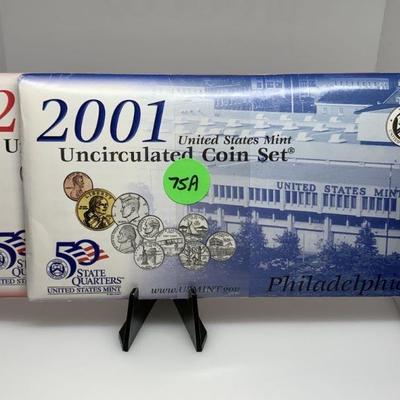 2
2001
United States Mint
Uncirculated Coin Set®
75A
UNITED STATES MINT
50
STATE
QUARTERS
UNITED STATES MINT
www.USMINT.gov
Philadelphia